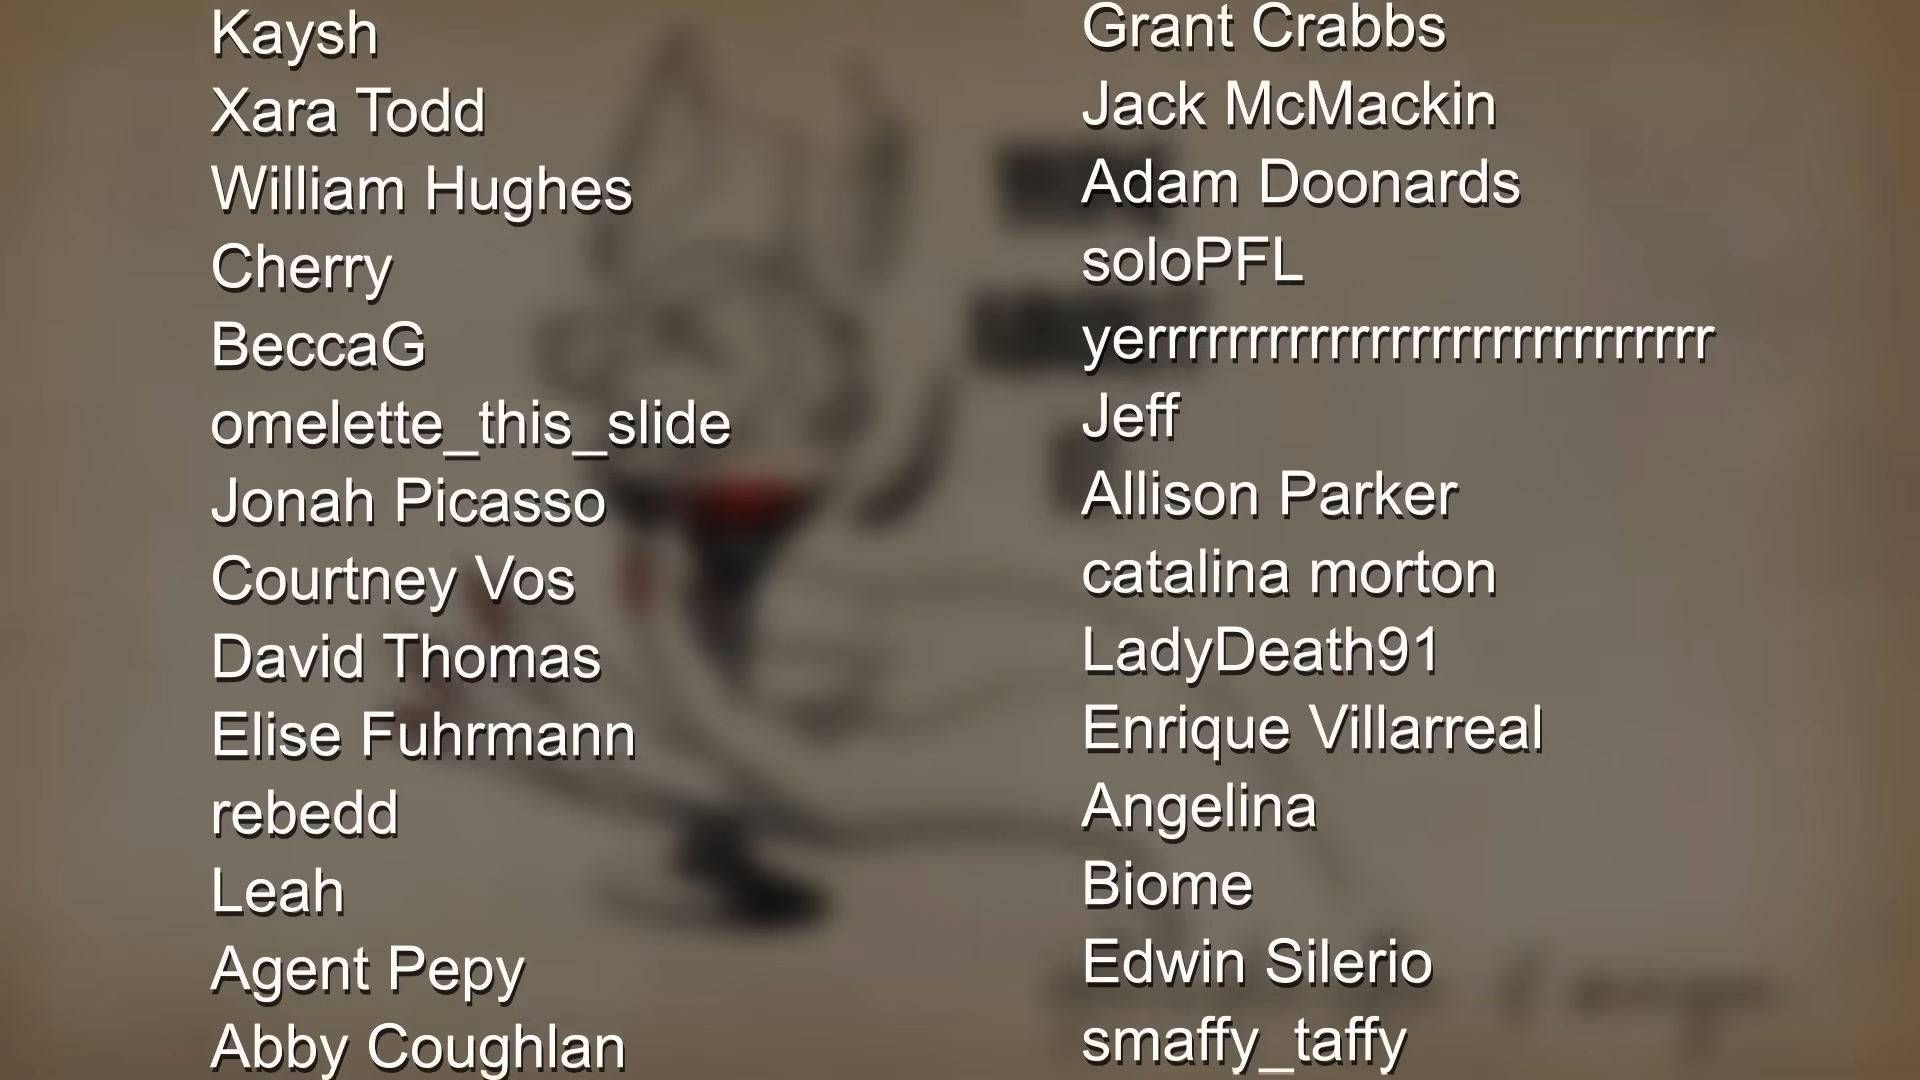 Kaysh
Xara Todd
William Hughes
Cherry
BeccaG
omelette_this_slide
Jonah Picasso
Courtney Vos
David Thomas
Elise Fuhrmann
rebedd
Leah
Agent Pepy
Abby Coughlan
Grant Crabbs
Jack McMackin
Adam Doonards
soloPFL
yerrrrrrrrrrrrrrrrrrrrrrrrrrrr
Jeff
Allison Parker
catalina morton
LadyDeath91
Enrique Villarreal
Angelina
Biome
Edwin Silerio
smaffy_taffy